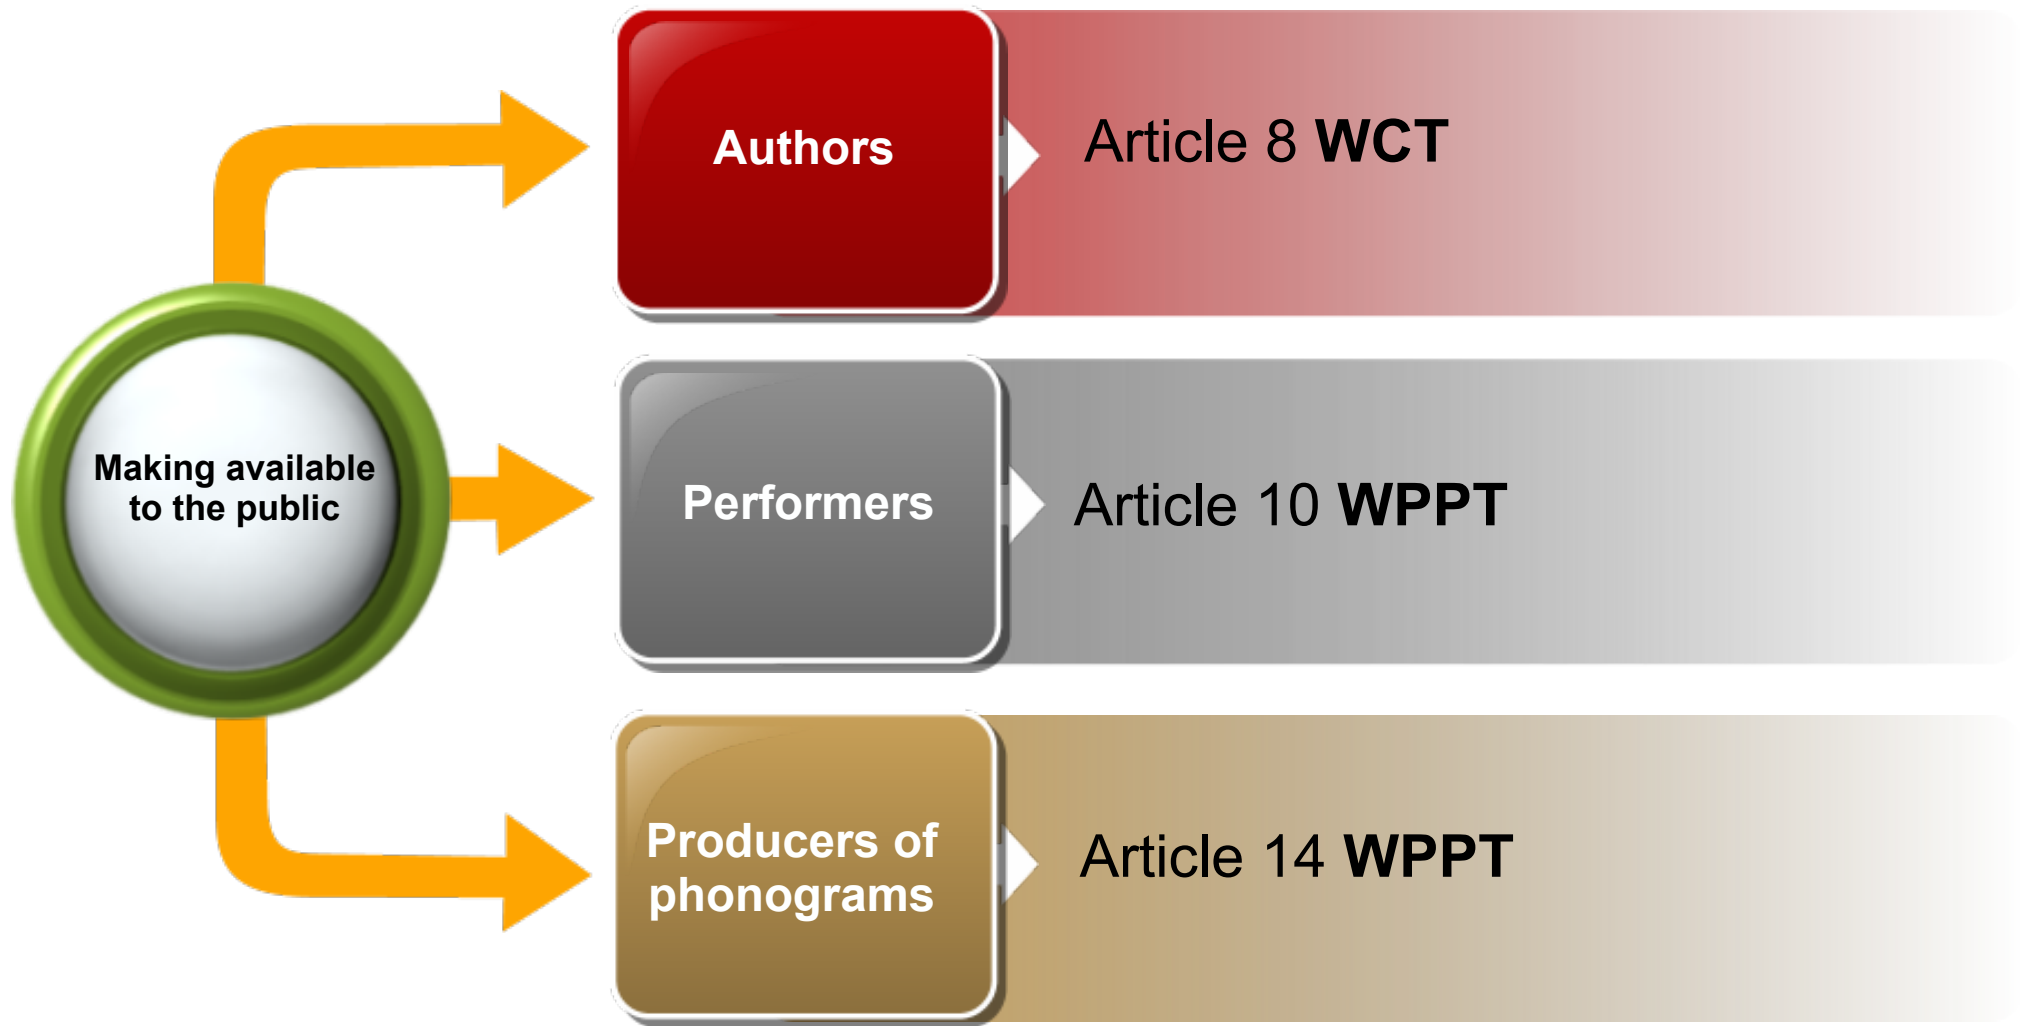 Authors
Article 8 WCT
Making available
to the public
Performers
Article 10 WPPT
Producers of
phonograms
Article 14 WPPT